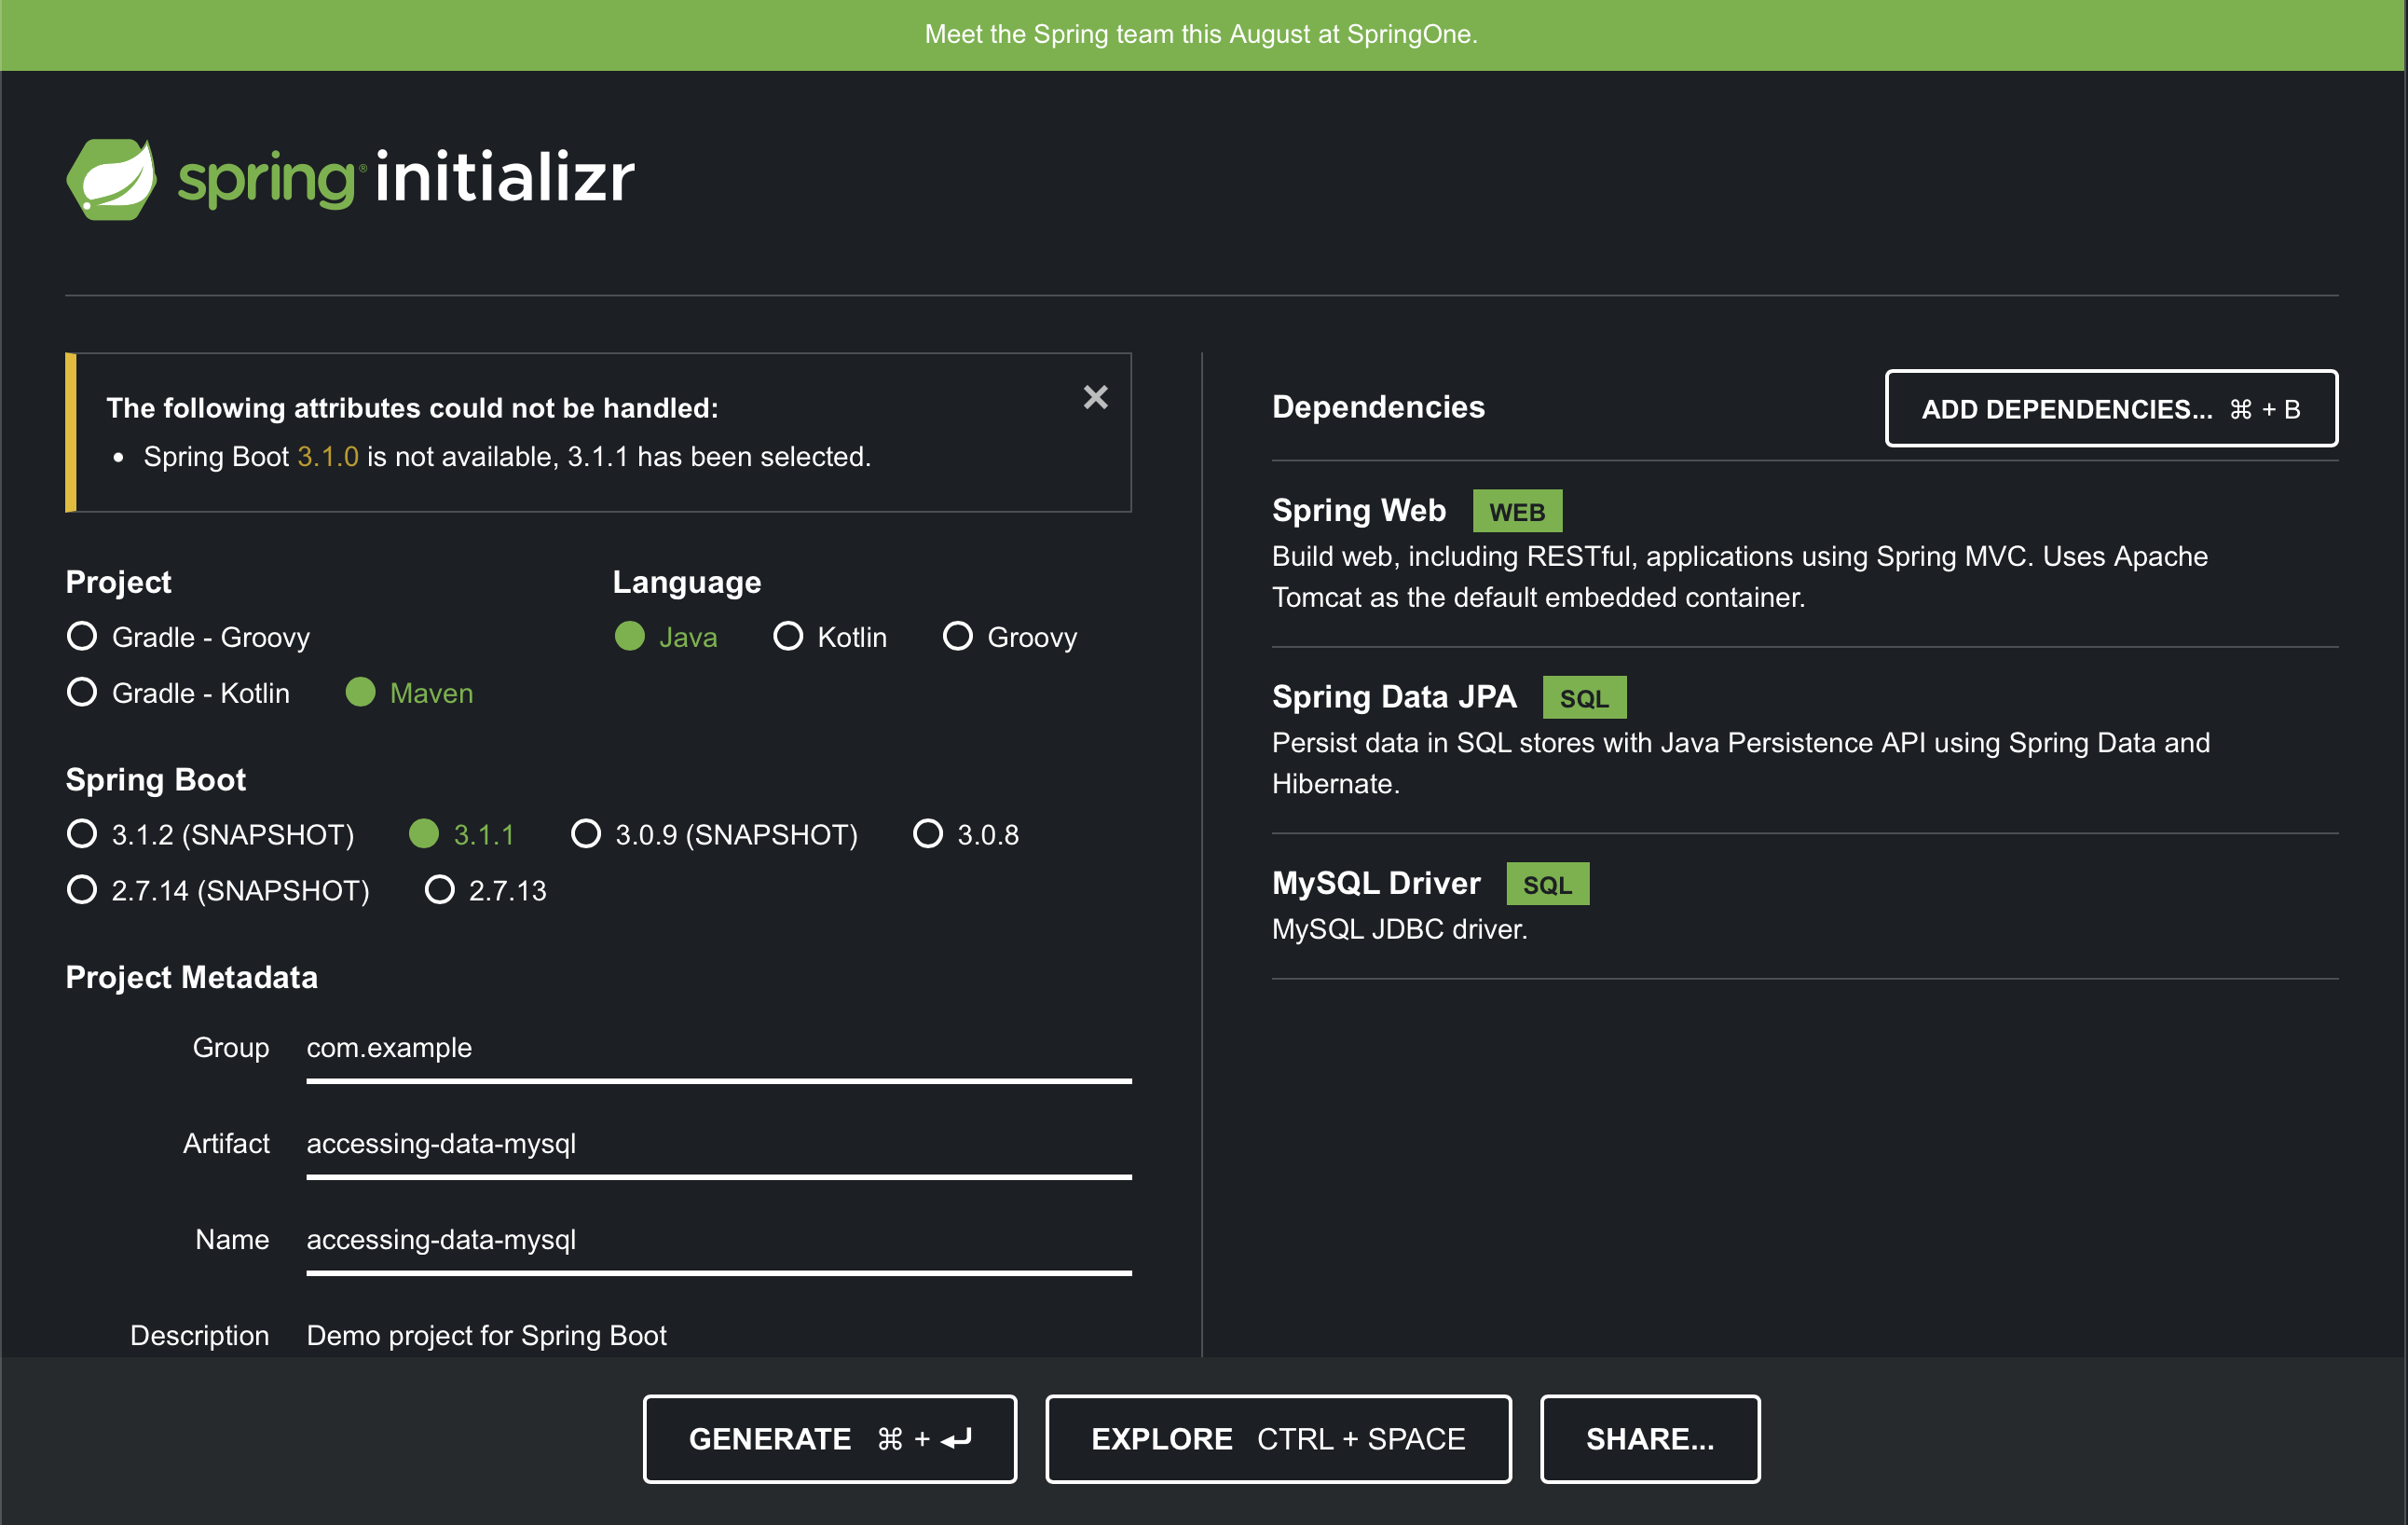 Meet the Spring team this August at SpringOne.
spring® initializr
The following attributes could not be handled:
• Spring Boot 3.1.0 is not available, 3.1.1 has been selected.
Project
Gradle - Groovy
Gradle - Kotlin Maven
Language
Java Kotlin Groovy
Spring Boot
3.1.2 (SNAPSHOT) 3.1.1 3.0.9 (SNAPSHOT) 3.0.8
2.7.14 (SNAPSHOT) 2.7.13
Project Metadata
Group com.example
Artifact accessing-data-mysql
Name accessing-data-mysql
Description Demo project for Spring Boot
Dependencies
ADD DEPENDENCIES... ⌘ + B
Spring Web WEB
Build web, including RESTful, applications using Spring MVC. Uses Apache
Tomcat as the default embedded container.
Spring Data JPA SQL
Persist data in SQL stores with Java Persistence API using Spring Data and
Hibernate.
MySQL Driver SQL
MySQL JDBC driver.
GENERATE ⌘ + ⏎
EXPLORE CTRL + SPACE
SHARE...